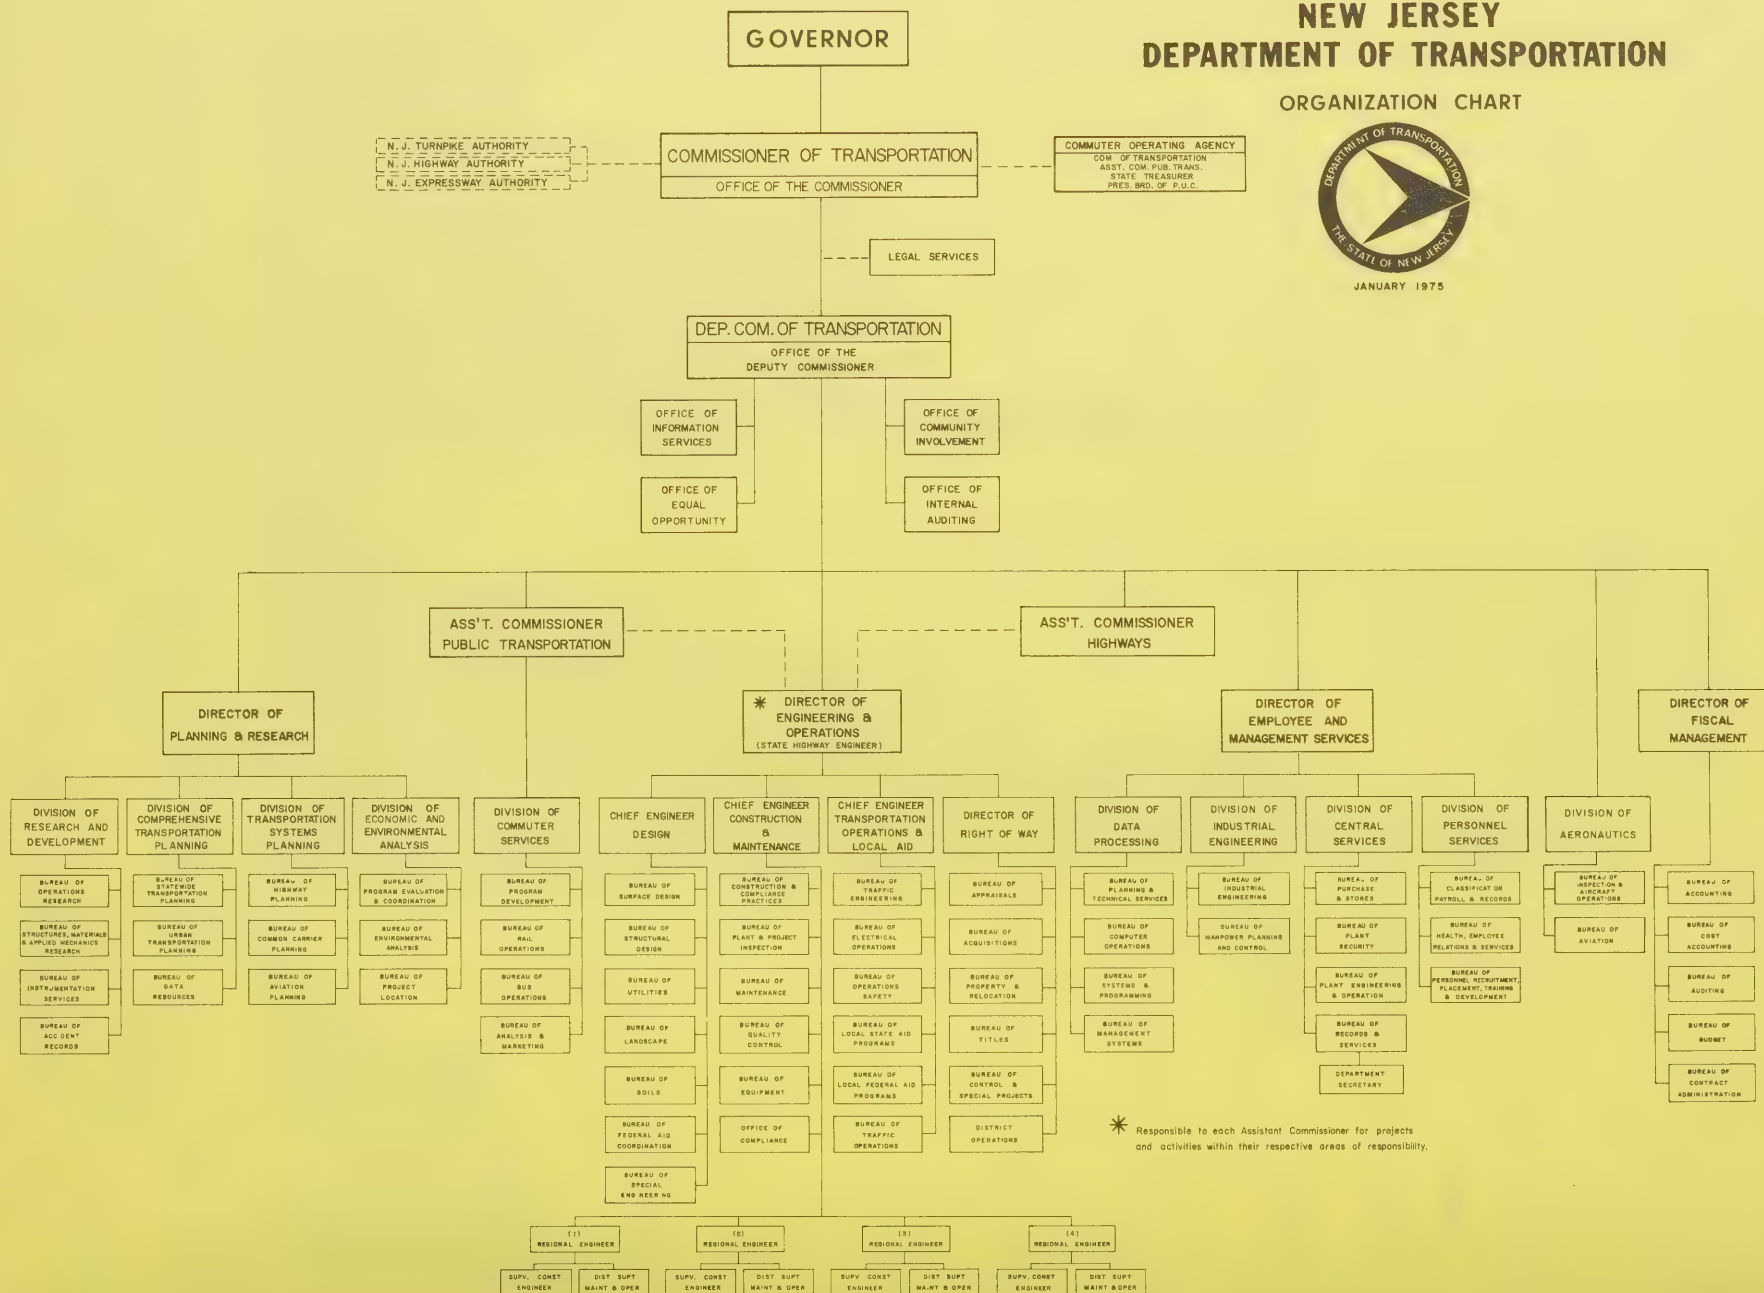 NEW JERSEY
DEPARTMENT OF TRANSPORTATION
ORGANIZATION CHART
DEPARTMENT OF TRANSPORTATION
THE STATE OF NEW JERSEY
JANUARY 1975
GOVERNOR
N. J. TURNPIKE AUTHORITY
N. J. HIGHWAY AUTHORITY
N. J. EXPRESSWAY AUTHORITY
COMMISSIONER OF TRANSPORTATION
OFFICE OF THE COMMISSIONER
COMMUTER OPERATING AGENCY
COM OF TRANSPORTATION
ASST. COM. PUB. TRANS.
STATE TREASURER
PRES. BRD. OF P.U.C.
LEGAL SERVICES
DEP. COM. OF TRANSPORTATION
OFFICE OF THE
DEPUTY COMMISSIONER
OFFICE OF
INFORMATION
SERVICES
OFFICE OF
COMMUNITY
INVOLVEMENT
OFFICE OF
EQUAL
OPPORTUNITY
OFFICE OF
INTERNAL
AUDITING
ASS'T. COMMISSIONER
PUBLIC TRANSPORTATION
ASS'T. COMMISSIONER
HIGHWAYS
DIRECTOR OF
PLANNING & RESEARCH
* DIRECTOR OF
ENGINEERING &
OPERATIONS
(STATE HIGHWAY ENGINEER)
DIRECTOR OF
EMPLOYEE AND
MANAGEMENT SERVICES
DIRECTOR OF
FISCAL
MANAGEMENT
DIVISION OF
RESEARCH AND
DEVELOPMENT
DIVISION OF
COMPREHENSIVE
TRANSPORTATION
PLANNING
DIVISION OF
TRANSPORTATION
SYSTEMS
PLANNING
DIVISION OF
ECONOMIC AND
ENVIRONMENTAL
ANALYSIS
DIVISION OF
COMMUTER
SERVICES
CHIEF ENGINEER
DESIGN
CHIEF ENGINEER
CONSTRUCTION
&
MAINTENANCE
CHIEF ENGINEER
TRANSPORTATION
OPERATIONS &
LOCAL AID
DIRECTOR OF
RIGHT OF WAY
DIVISION OF
DATA
PROCESSING
DIVISION OF
INDUSTRIAL
ENGINEERING
DIVISION OF
CENTRAL
SERVICES
DIVISION OF
PERSONNEL
SERVICES
DIVISION OF
AERONAUTICS
BUREAU OF
OPERATIONS
RESEARCH
BUREAU OF
STRUCTURES, MATERIALS
& APPLIED MECHANICS
RESEARCH
BUREAU OF
INSTRUMENTATION
SERVICES
BUREAU OF
ACCIDENT
RECORDS
BUREAU OF
STATEWIDE
TRANSPORTATION
PLANNING
BUREAU OF
URBAN
TRANSPORTATION
PLANNING
BUREAU OF
DATA
RESOURCES
BUREAU OF
HIGHWAY
PLANNING
BUREAU OF
COMMON CARRIER
PLANNING
BUREAU OF
AVIATION
PLANNING
BUREAU OF
PROGRAM EVALUATION
& COORDINATION
BUREAU OF
ENVIRONMENTAL
ANALYSIS
BUREAU OF
PROJECT
LOCATION
BUREAU OF
PROGRAM
DEVELOPMENT
BUREAU OF
RAIL
OPERATIONS
BUREAU OF
BUS
OPERATIONS
BUREAU OF
ANALYSIS &
MARKETING
BUREAU OF
SURFACE DESIGN
BUREAU OF
STRUCTURAL
DESIGN
BUREAU OF
UTILITIES
BUREAU OF
LANDSCAPE
BUREAU OF
SOILS
BUREAU OF
FEDERAL AID
COORDINATION
BUREAU OF
SPECIAL
ENGINEERING
BUREAU OF
CONSTRUCTION &
COMPLIANCE
PRACTICES
BUREAU OF
PLANT & PROJECT
INSPECTION
BUREAU OF
MAINTENANCE
BUREAU OF
QUALITY
CONTROL
BUREAU OF
EQUIPMENT
OFFICE OF
COMPLIANCE
BUREAU OF
TRAFFIC
ENGINEERING
BUREAU OF
ELECTRICAL
OPERATIONS
BUREAU OF
OPERATIONS
SAFETY
BUREAU OF
LOCAL STATE AID
PROGRAMS
BUREAU OF
LOCAL FEDERAL AID
PROGRAMS
BUREAU OF
TRAFFIC
OPERATIONS
BUREAU OF
APPRAISALS
BUREAU OF
ACQUISITIONS
BUREAU OF
PROPERTY &
RELOCATION
BUREAU OF
TITLES
BUREAU OF
CONTROL &
SPECIAL PROJECTS
DISTRICT
OPERATIONS
BUREAU OF
PLANNING &
TECHNICAL SERVICES
BUREAU OF
COMPUTER
OPERATIONS
BUREAU OF
SYSTEMS &
PROGRAMMING
BUREAU OF
MANAGEMENT
SYSTEMS
BUREAU OF
INDUSTRIAL
ENGINEERING
BUREAU OF
MANPOWER PLANNING
AND CONTROL
BUREAU OF
PURCHASE
& STORES
BUREAU OF
PLANT
SECURITY
BUREAU OF
PLANT ENGINEERING
& OPERATION
BUREAU OF
RECORDS &
SERVICES
DEPARTMENT
SECRETARY
BUREAU OF
CLASSIFICATION
PAYROLL & RECORDS
BUREAU OF
HEALTH, EMPLOYEE
RELATIONS & SERVICES
BUREAU OF
PERSONNEL RECRUITMENT,
PLACEMENT, TRAINING
& DEVELOPMENT
BUREAU OF
INSPECTION &
AIRCRAFT
OPERATIONS
BUREAU OF
AVIATION
BUREAU OF
ACCOUNTING
BUREAU OF
COST
ACCOUNTING
BUREAU OF
AUDITING
BUREAU OF
BUDGET
BUREAU OF
CONTRACT
ADMINISTRATION
* Responsible to each Assistant Commissioner for projects
and activities within their respective areas of responsibility.
(1)
REGIONAL ENGINEER
(2)
REGIONAL ENGINEER
(3)
REGIONAL ENGINEER
(4)
REGIONAL ENGINEER
SUPV. CONST
ENGINEER
DIST SUPT
MAINT & OPER
SUPV. CONST
ENGINEER
DIST SUPT
MAINT & OPER
SUPV CONST
ENGINEER
DIST SUPT
MAINT & OPER
SUPV. CONST
ENGINEER
DIST SUPT
MAINT & OPER